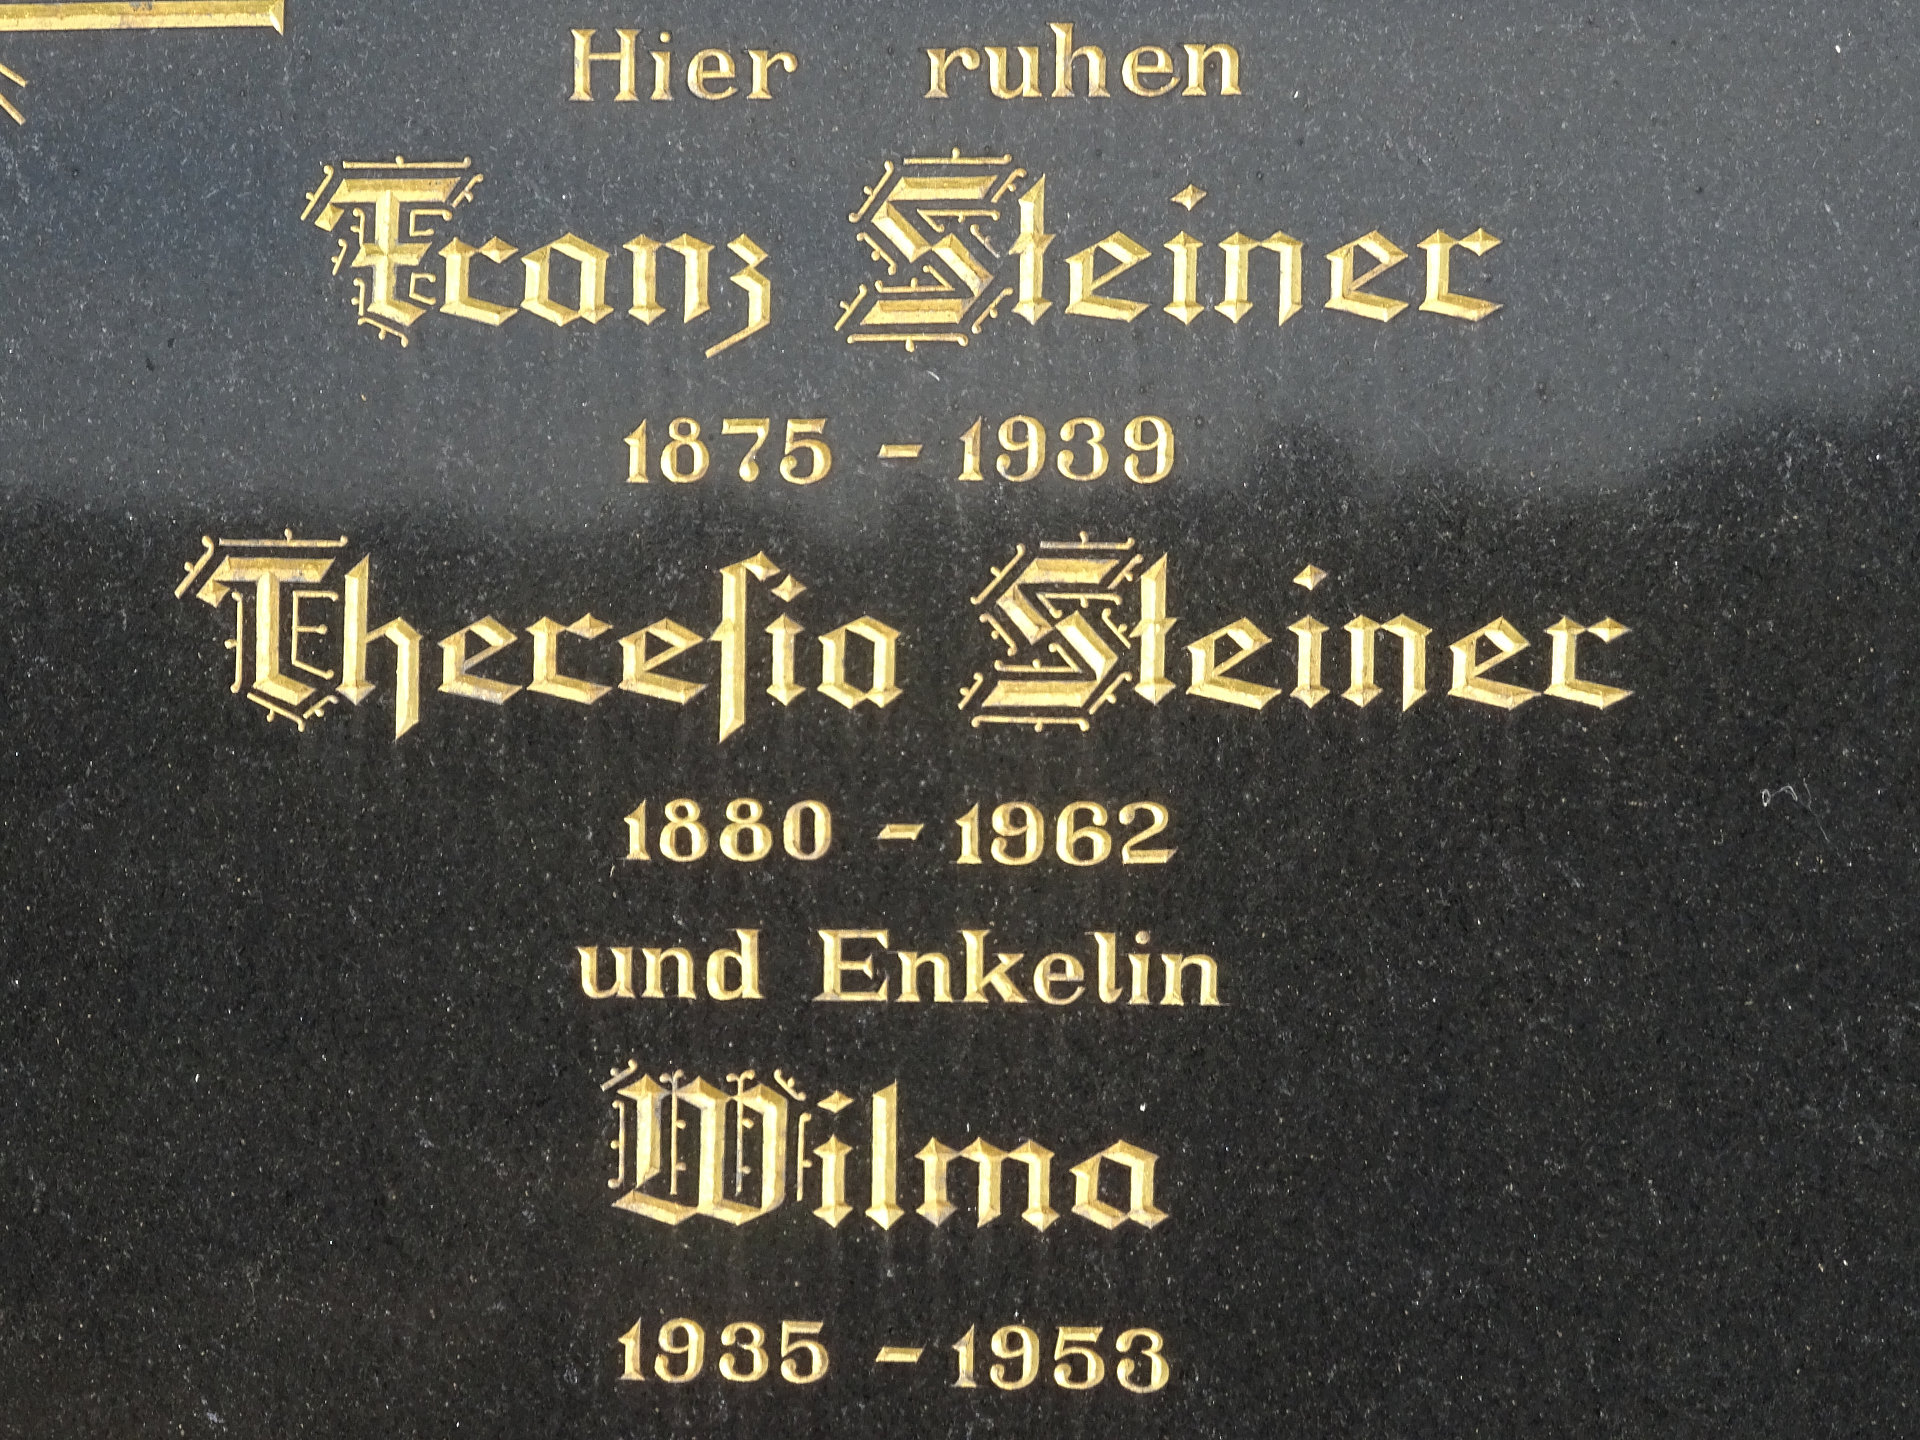 Hier ruhen
Franz Steiner
1875 - 1939
Thereſia Steiner
1880 - 1962
und Enkelin
Wilma
1935 - 1953